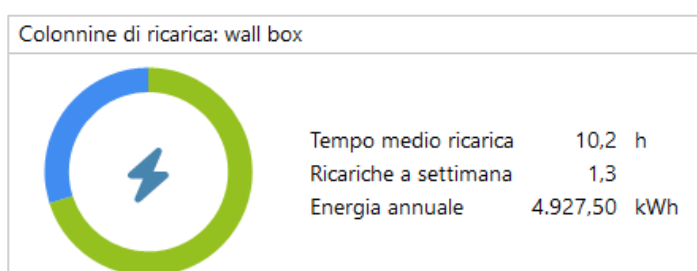 Colonnine di ricarica: wall box
Tempo medio ricarica 10,2 h
Ricariche a settimana 1,3
Energia annuale 4.927,50 kWh